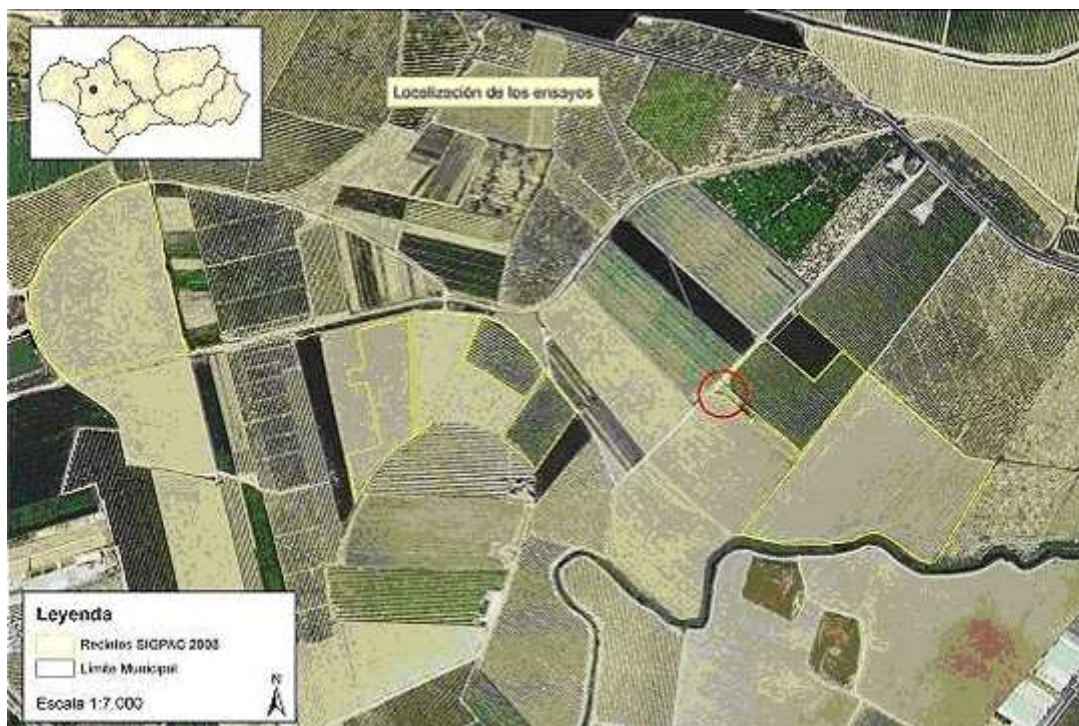 Localización de los ensayos
Leyenda
Recintos SIGPAC 2008
Límite Municipal
Escala 1:7.000
N